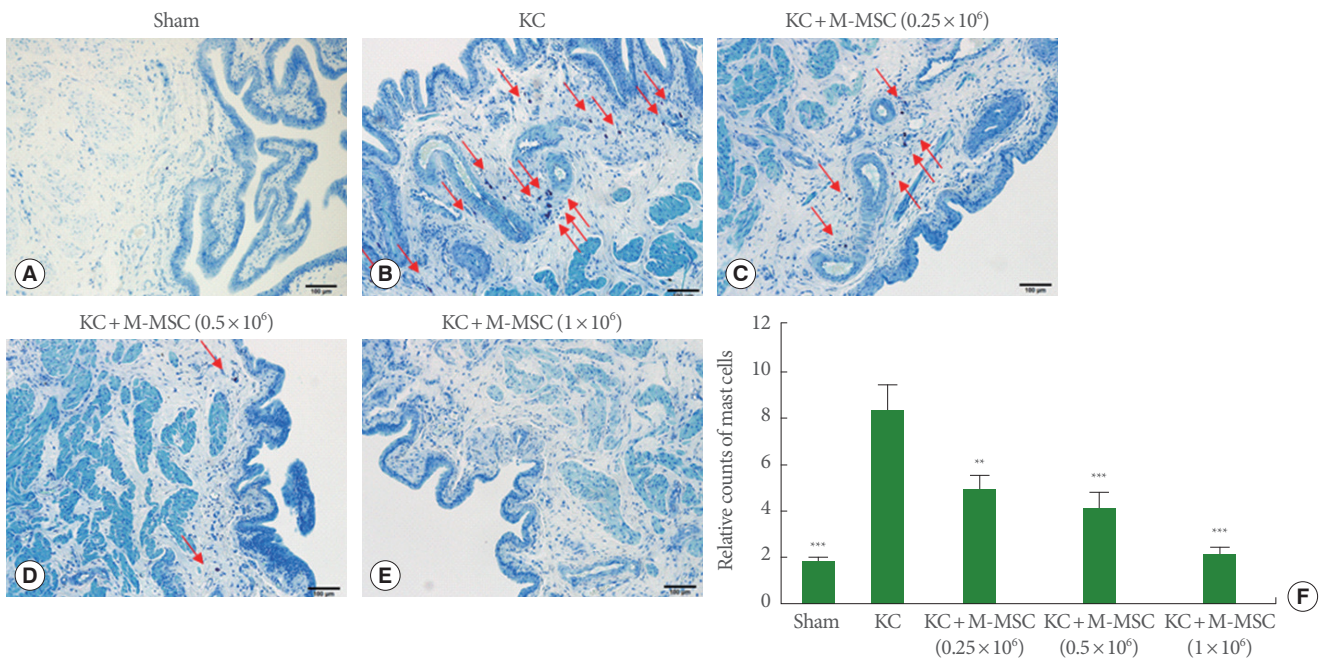 Sham
KC
KC + M-MSC (0.25 × 10⁶)
A
100 µm
B
C
100 µm
KC + M-MSC (0.5 × 10⁶)
KC + M-MSC (1 × 10⁶)
D
100 µm
E
100 µm
Relative counts of mast cells
12
10
8
6
4
2
0
***
**
***
***
Sham
KC
KC + M-MSC
(0.25 × 10⁶)
KC + M-MSC
(0.5 × 10⁶)
KC + M-MSC
(1 × 10⁶)
F